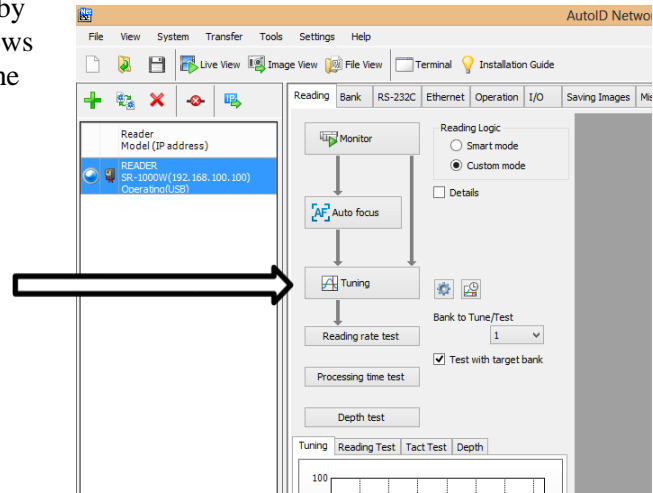 by
ws
ne
AutoID Netwo
File View System Transfer Tools Settings Help
Live View Image View File View Terminal Installation Guide
Reading Bank RS-232C Ethernet Operation I/O Saving Images Mis
Reader
Model (IP address)
READER
SR-1000W(192.168.100.100)
Operating(USB)
Monitor
Reading Logic
Smart mode
Custom mode
Details
AF Auto focus
Tuning
Bank to Tune/Test
1
Reading rate test
Test with target bank
Processing time test
Depth test
Tuning Reading Test Tact Test Depth
100